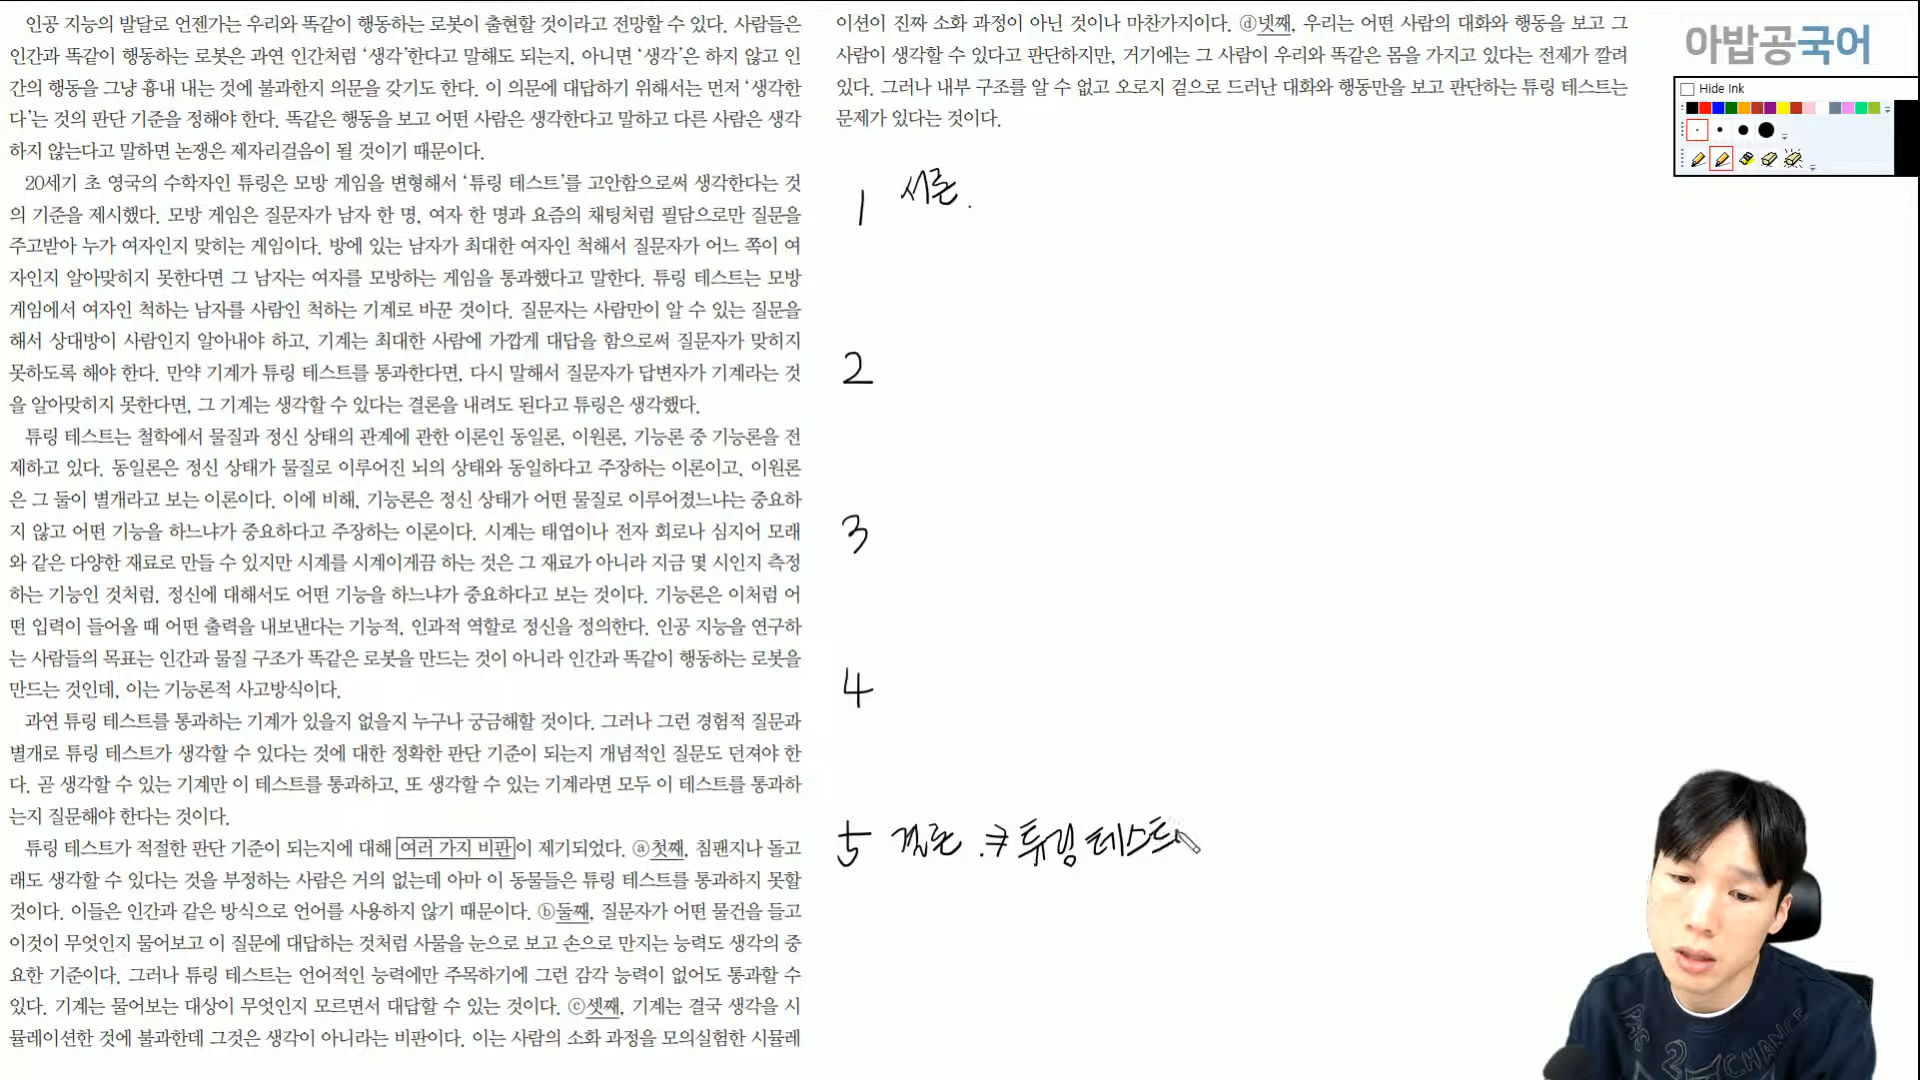 인공 지능의 발달로 언젠가는 우리와 똑같이 행동하는 로봇이 출현할 것이라고 전망할 수 있다. 사람들은
인간과 똑같이 행동하는 로봇은 과연 인간처럼 ‘생각’한다고 말해도 되는지, 아니면 ‘생각’은 하지 않고 인
간의 행동을 그냥 흉내 내는 것에 불과한지 의문을 갖기도 한다. 이 의문에 대답하기 위해서는 먼저 ‘생각한
다’는 것의 판단 기준을 정해야 한다. 똑같은 행동을 보고 어떤 사람은 생각한다고 말하고 다른 사람은 생각
하지 않는다고 말하면 논쟁은 제자리걸음이 될 것이기 때문이다.
20세기 초 영국의 수학자인 튜링은 모방 게임을 변형해서 ‘튜링 테스트’를 고안함으로써 생각한다는 것
의 기준을 제시했다. 모방 게임은 질문자가 남자 한 명, 여자 한 명과 요즘의 채팅처럼 필담으로만 질문을
주고받아 누가 여자인지 맞히는 게임이다. 방에 있는 남자가 최대한 여자인 척해서 질문자가 어느 쪽이 여
자인지 알아맞히지 못한다면 그 남자는 여자를 모방하는 게임을 통과했다고 말한다. 튜링 테스트는 모방
게임에서 여자인 척하는 남자를 사람인 척하는 기계로 바꾼 것이다. 질문자는 사람만이 알 수 있는 질문을
해서 상대방이 사람인지 알아내야 하고, 기계는 최대한 사람에 가깝게 대답을 함으로써 질문자가 맞히지
못하도록 해야 한다. 만약 기계가 튜링 테스트를 통과한다면, 다시 말해서 질문자가 답변자가 기계라는 것
을 알아맞히지 못한다면, 그 기계는 생각할 수 있다는 결론을 내려도 된다고 튜링은 생각했다.
튜링 테스트는 철학에서 물질과 정신 상태의 관계에 관한 이론인 동일론, 이원론, 기능론 중 기능론을 전
제하고 있다. 동일론은 정신 상태가 물질로 이루어진 뇌의 상태와 동일하다고 주장하는 이론이고, 이원론
은 그 둘이 별개라고 보는 이론이다. 이에 비해, 기능론은 정신 상태가 어떤 물질로 이루어졌느냐는 중요하
지 않고 어떤 기능을 하느냐가 중요하다고 주장하는 이론이다. 시계는 태엽이나 전자 회로나 심지어 모래
와 같은 다양한 재료로 만들 수 있지만 시계를 시계이게끔 하는 것은 그 재료가 아니라 지금 몇 시인지 측정
하는 기능인 것처럼, 정신에 대해서도 어떤 기능을 하느냐가 중요하다고 보는 것이다. 기능론은 이처럼 어
떤 입력이 들어올 때 어떤 출력을 내보낸다는 기능적, 인과적 역할로 정신을 정의한다. 인공 지능을 연구하
는 사람들의 목표는 인간과 물질 구조가 똑같은 로봇을 만드는 것이 아니라 인간과 똑같이 행동하는 로봇을
만드는 것인데, 이는 기능론적 사고방식이다.
과연 튜링 테스트를 통과하는 기계가 있을지 없을지 누구나 궁금해할 것이다. 그러나 그런 경험적 질문과
별개로 튜링 테스트가 생각할 수 있다는 것에 대한 정확한 판단 기준이 되는지 개념적인 질문도 던져야 한
다. 곧 생각할 수 있는 기계만 이 테스트를 통과하고, 또 생각할 수 있는 기계라면 모두 이 테스트를 통과하
는지 질문해야 한다는 것이다.
튜링 테스트가 적절한 판단 기준이 되는지에 대해 여러 가지 비판이 제기되었다. ⓐ첫째, 침팬지나 돌고
래도 생각할 수 있다는 것을 부정하는 사람은 거의 없는데 아마 이 동물들은 튜링 테스트를 통과하지 못할
것이다. 이들은 인간과 같은 방식으로 언어를 사용하지 않기 때문이다. ⓑ둘째, 질문자가 어떤 물건을 들고
이것이 무엇인지 물어보고 이 질문에 대답하는 것처럼 사물을 눈으로 보고 손으로 만지는 능력도 생각의 중
요한 기준이다. 그러나 튜링 테스트는 언어적인 능력에만 주목하기에 그런 감각 능력이 없어도 통과할 수
있다. 기계는 물어보는 대상이 무엇인지 모르면서 대답할 수 있는 것이다. ⓒ셋째, 기계는 결국 생각을 시
뮬레이션한 것에 불과한데 그것은 생각이 아니라는 비판이다. 이는 사람의 소화 과정을 모의실험한 시뮬레
이션이 진짜 소화 과정이 아닌 것이나 마찬가지이다. ⓓ넷째, 우리는 어떤 사람의 대화와 행동을 보고 그
사람이 생각할 수 있다고 판단하지만, 거기에는 그 사람이 우리와 똑같은 몸을 가지고 있다는 전제가 깔려
있다. 그러나 내부 구조를 알 수 없고 오로지 겉으로 드러난 대화와 행동만을 보고 판단하는 튜링 테스트는
문제가 있다는 것이다.
1 서론.
2
3
4
5 결론. 튜링 테스트
아밥공국어
Hide Ink